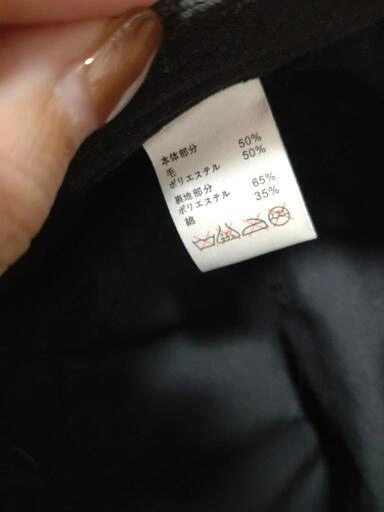 本体部分
毛 50%
ポリエステル 50%
裏地部分
ポリエステル 65%
綿 35%